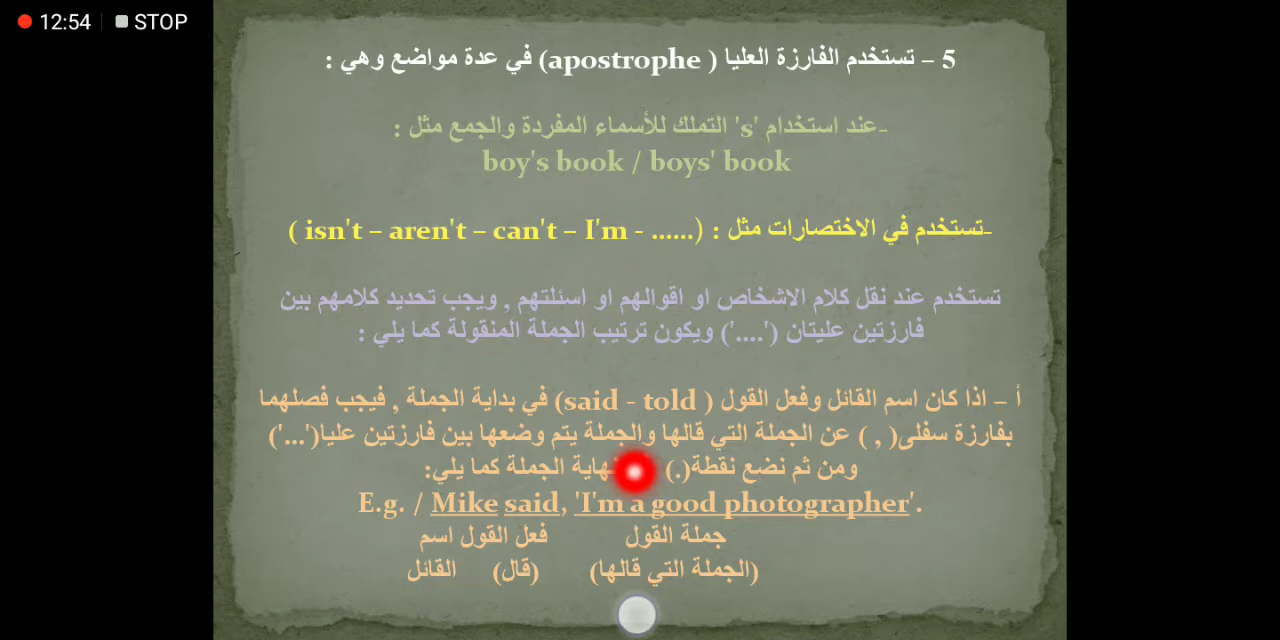 12:54 STOP
5 – تستخدم الفارزة العليا ( apostrophe) في عدة مواضع وهي :
-عند استخدام 's' التملك للأسماء المفردة والجمع مثل :
boy's book / boys' book
-تستخدم في الاختصارات مثل : (...... - isn't – aren't – can't – I'm )
تستخدم عند نقل كلام الاشخاص او اقوالهم او اسئلتهم , ويجب تحديد كلامهم بين
فارزتين عليتان ('....') ويكون ترتيب الجملة المنقولة كما يلي :
أ – اذا كان اسم القائل وفعل القول ( said - told) في بداية الجملة , فيجب فصلهما
بفارزة سفلى( , ) عن الجملة التي قالها والجملة يتم وضعها بين فارزتين عليا('...')
ومن ثم نضع نقطة(.) نهاية الجملة كما يلي:
E.g. / Mike said, 'I'm a good photographer'.
فعل القول اسم جملة القول
القائل (قال) (الجملة التي قالها)